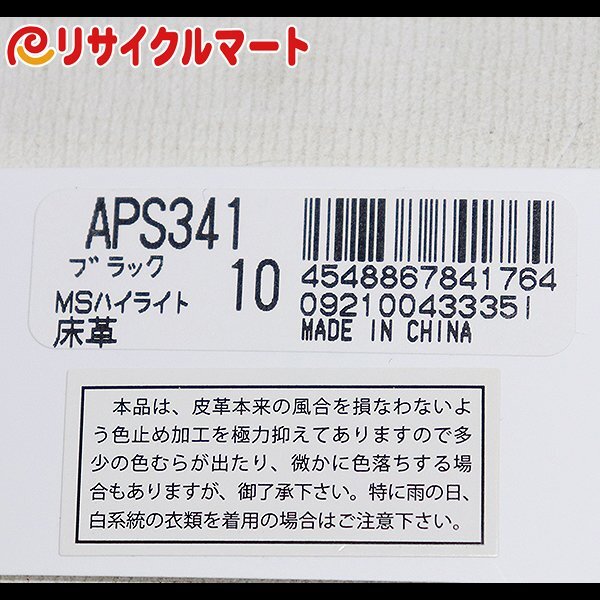 リサイクルマート
APS341
ブラック 10
MSハイライト
床革
4548867841764
0921004333351
MADE IN CHINA
本品は、皮革本来の風合を損なわないよ
う色止め加工を極力抑えてありますので多
少の色むらが出たり、微かに色落ちする場
合もありますが、御了承下さい。特に雨の日、
白系統の衣類を着用の場合はご注意下さい。